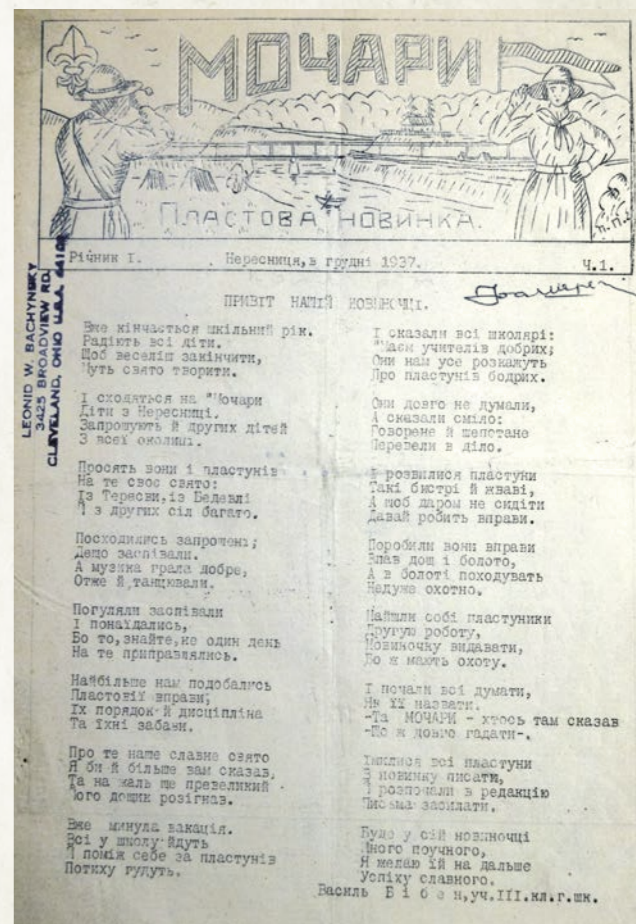 МОЧАРИ
ПЛАСТОВА НОВИНКА.
Річник I.
Нересниця, в грудні 1937.
Ч.1.
LEONID W. BACHYNSKY
3425 BROADVIEW RD.
CLEVELAND, OHIO U.S.A. 44109
ПРИВІТ НАШІЙ НОВИНОЧЦІ.
Вже кінчається шкільний рік.
Радіють всі діти.
Щоб веселіш закінчити,
Чуть свято творити.
І сходяться на "Мочари
Діти з Нересниці.
Запрошують й других дітей
З всеї околиці.
Просять вони і пластунів
На те своє свято:
Із Тересви, із Бедевлі
І з других сіл багато.
Посходились запрошені;
Дещо заспівали.
А музика грала добре,
Отже й танцювали.
Погуляли заспівали
І понаїдались,
Бо то, знайте, не один день
На те приправлялись.
Найбільше нам подобались
Пластовії вправи,
Їх порядок й дисципліна
Та їхні забави.
Про те наше славне свято
Я би й більше вам сказав,
Та на жаль ще превеликий
Його дощик розігнав.
Вже минула вакація.
Всі у школу йдуть
І поміж себе за пластунів
Потиху гудуть.
І сказали всі школярі:
Маєм учителів добрих;
Они нам усе розкажуть
Про пластунів бодрих.
Они довго не думали,
А сказали сміло:
Говорене й шептане
Перевели в діло.
І розвилися пластуни
Такі бистрі й жваві,
А щоб даром не сидіти
Давай робить вправи.
Поробили вони вправи
Впав дощ і болото,
А в болоті походувать
Недуже охотно.
Найшли собі пластуники
Другую роботу,
Новиночку видавати,
Бо ж мають охоту.
І почали всі думати,
Як її назвати.
-Та МОЧАРИ - хтось там сказав
-Що ж довго гадати-.
всі пластуни
В новинку писати,
І розпочали в редакцію
Письма засилати.
Буде у сій новиночці
Много поучного,
Я желаю їй на дальше
Успіху славного.
Василь Б і б е н, уч.III.кл.г.шк.